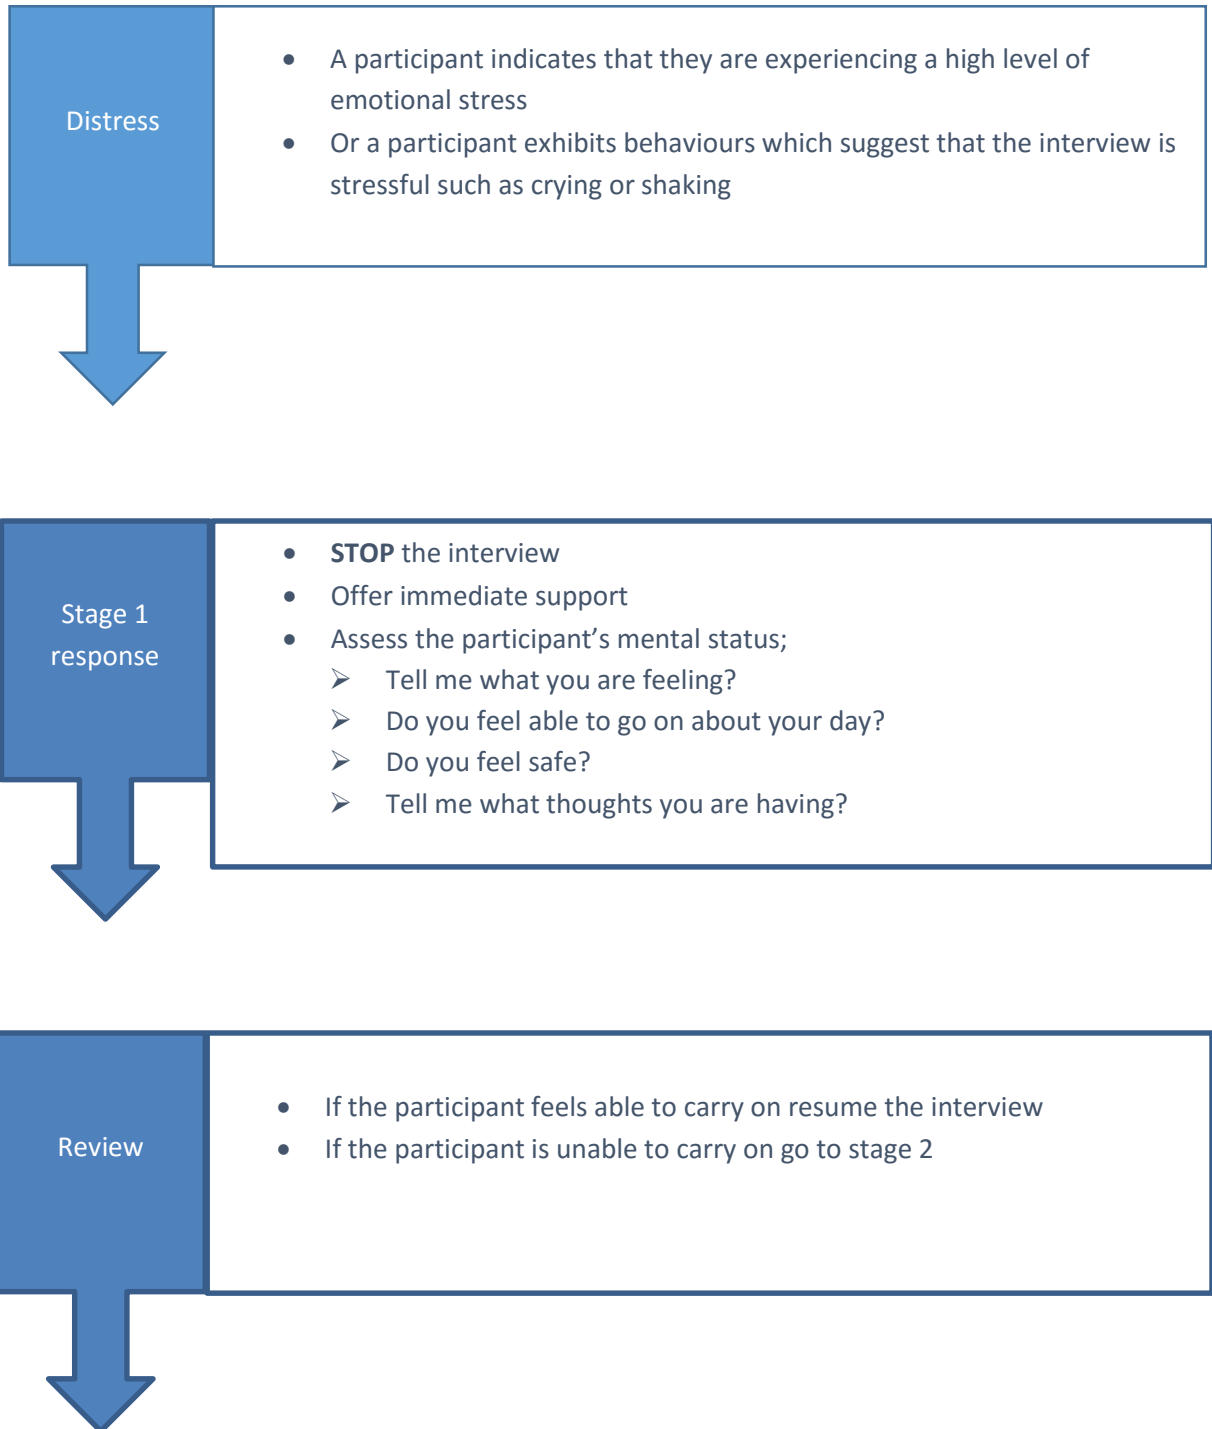 Distress
• A participant indicates that they are experiencing a high level of
emotional stress
• Or a participant exhibits behaviours which suggest that the interview is
stressful such as crying or shaking
Stage 1
response
• STOP the interview
• Offer immediate support
• Assess the participant’s mental status;
➢ Tell me what you are feeling?
➢ Do you feel able to go on about your day?
➢ Do you feel safe?
➢ Tell me what thoughts you are having?
Review
• If the participant feels able to carry on resume the interview
• If the participant is unable to carry on go to stage 2